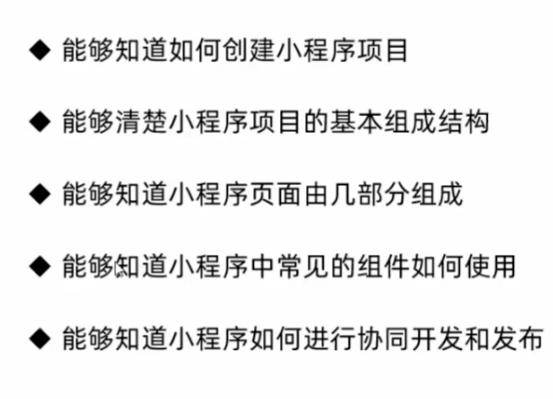 ◆ 能够知道如何创建小程序项目
◆ 能够清楚小程序项目的基本组成结构
◆ 能够知道小程序页面由几部分组成
◆ 能够知道小程序中常见的组件如何使用
◆ 能够知道小程序如何进行协同开发和发布